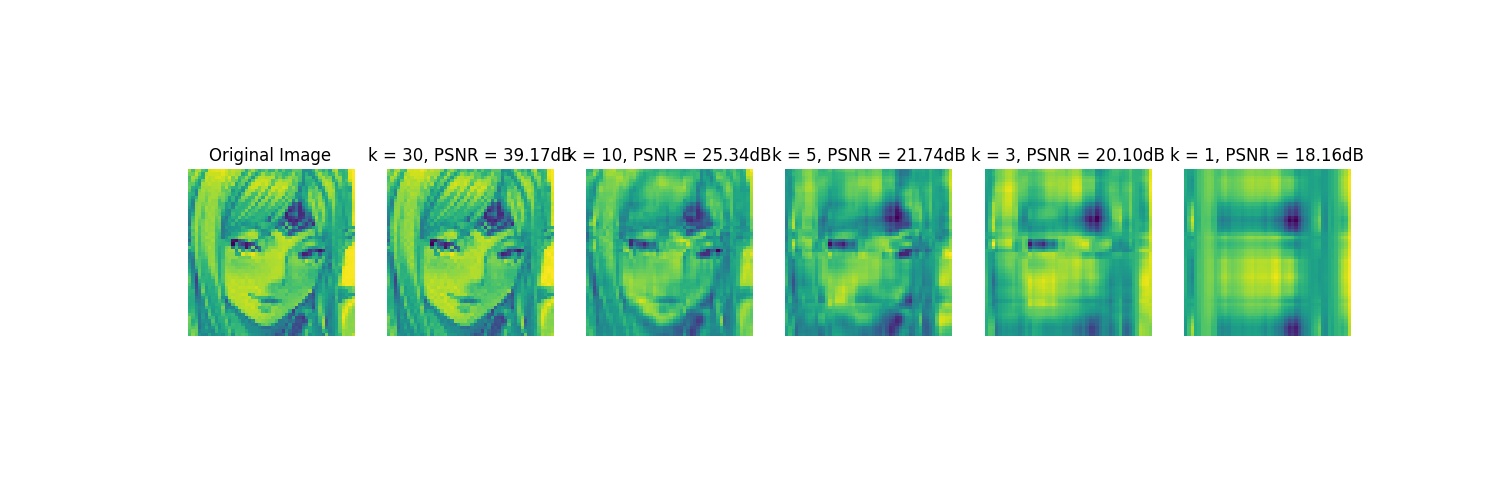 Original Image
k = 30, PSNR = 39.17dB
k = 10, PSNR = 25.34dB
k = 5, PSNR = 21.74dB
k = 3, PSNR = 20.10dB
k = 1, PSNR = 18.16dB